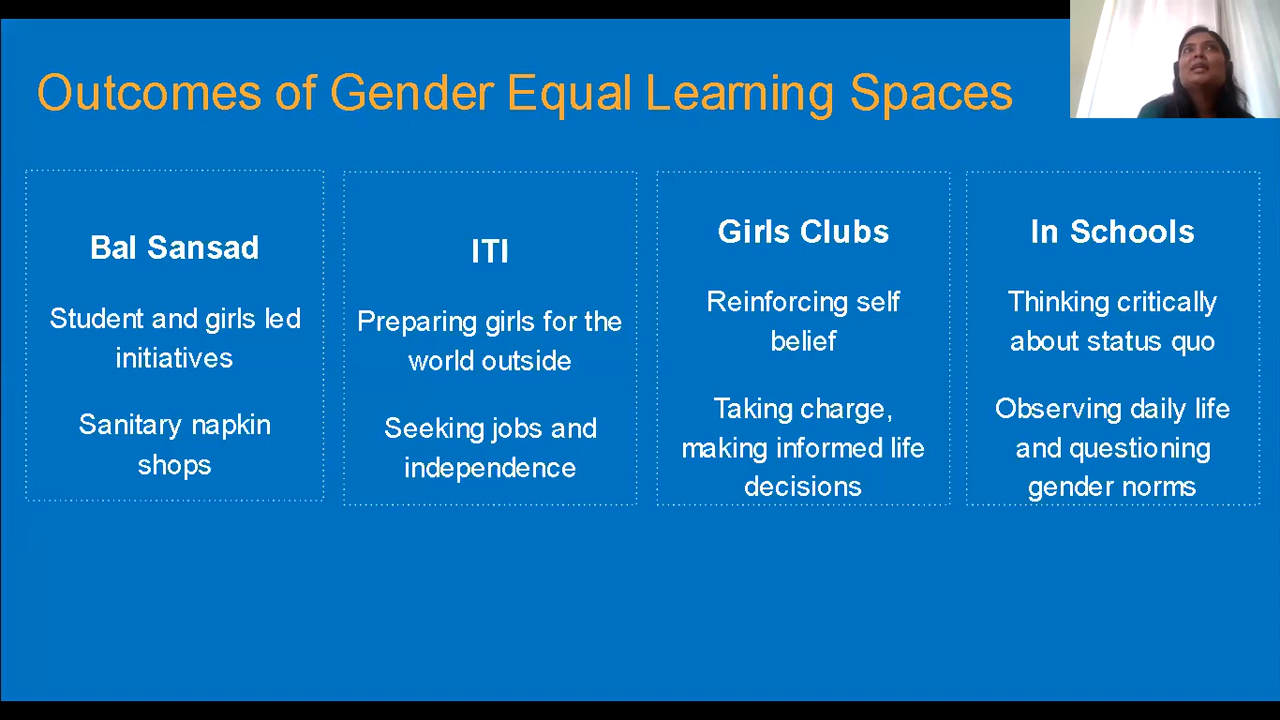 Outcomes of Gender Equal Learning Spaces
Bal Sansad
Student and girls led
initiatives
Sanitary napkin
shops
ITI
Preparing girls for the
world outside
Seeking jobs and
independence
Girls Clubs
Reinforcing self
belief
Taking charge,
making informed life
decisions
In Schools
Thinking critically
about status quo
Observing daily life
and questioning
gender norms